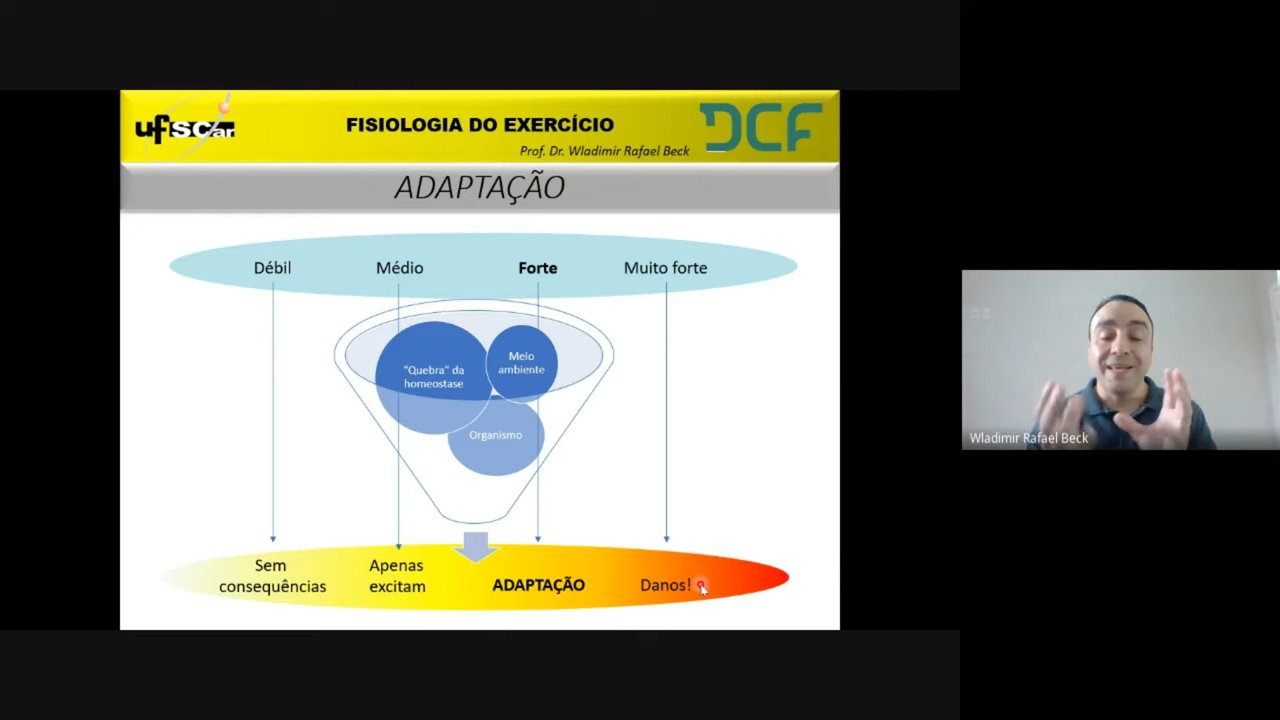 ufscar
FISIOLOGIA DO EXERCÍCIO
Prof. Dr. Wladimir Rafael Beck
DCF
ADAPTAÇÃO
Débil
Médio
Forte
Muito forte
"Quebra" da
homeostase
Meio
ambiente
Organismo
Sem
consequências
Apenas
excitam
ADAPTAÇÃO
Danos!
Wladimir Rafael Beck